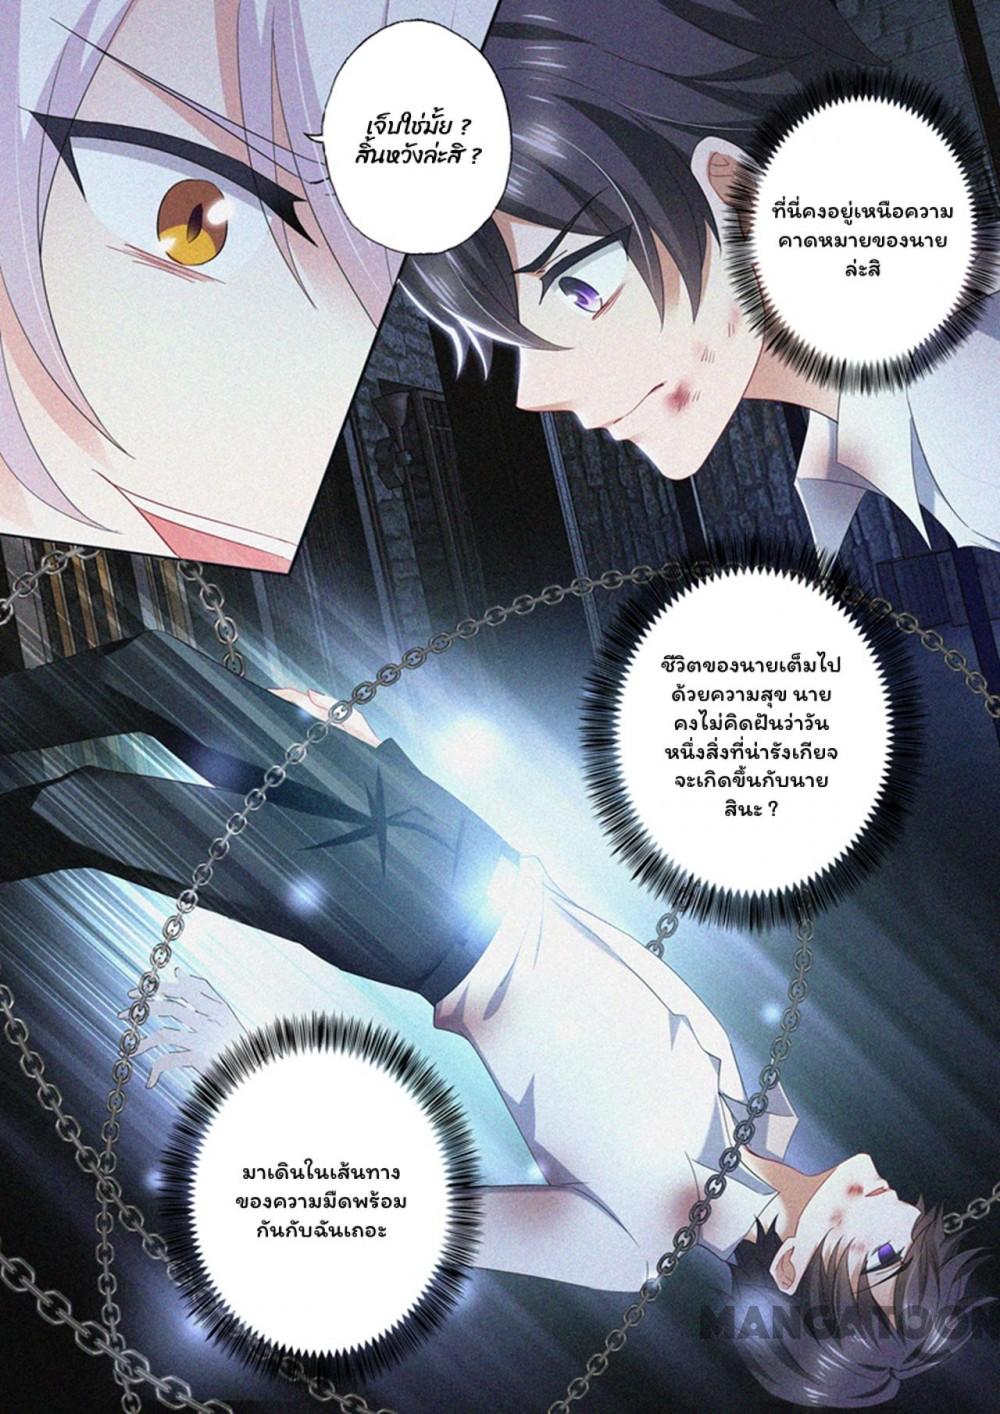 เจ็บใช่มั้ย ?
สิ้นหวังล่ะสิ ?
ที่นี่คงอยู่เหนือความ
คาดหมายของนาย
ล่ะสิ
ชีวิตของนายเต็มไป
ด้วยความสุข นาย
คงไม่คิดฝันว่าวัน
หนึ่งสิ่งที่น่ารังเกียจ
จะเกิดขึ้นกับนาย
สินะ ?
มาเดินในเส้นทาง
ของความมืดพร้อม
กันกับฉันเถอะ
MANGATOON